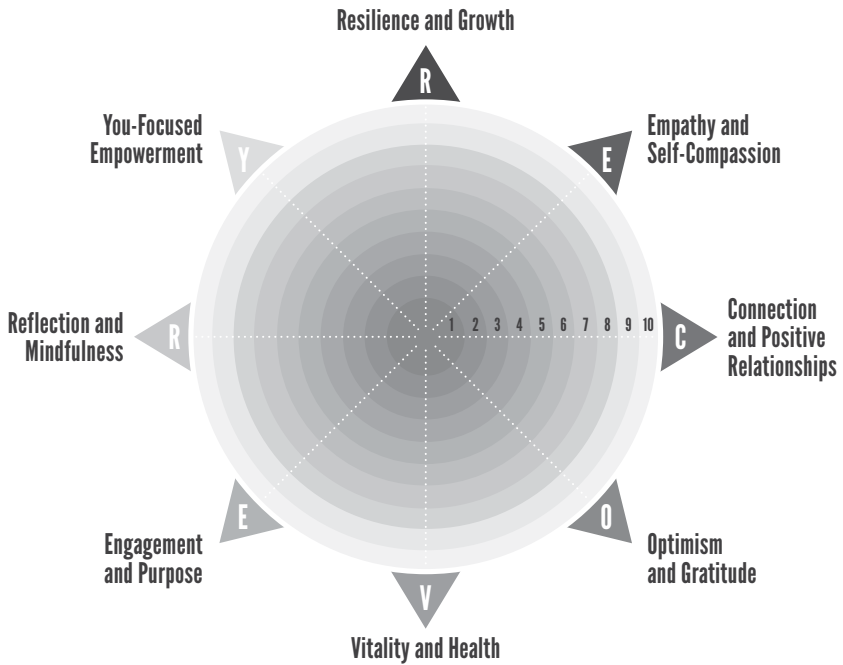 Resilience and Growth
R
You-Focused
Empowerment
Y
E
Empathy and
Self-Compassion
Reflection and
Mindfulness
R
1 2 3 4 5 6 7 8 9 10
C
Connection
and Positive
Relationships
E
Engagement
and Purpose
O
Optimism
and Gratitude
V
Vitality and Health